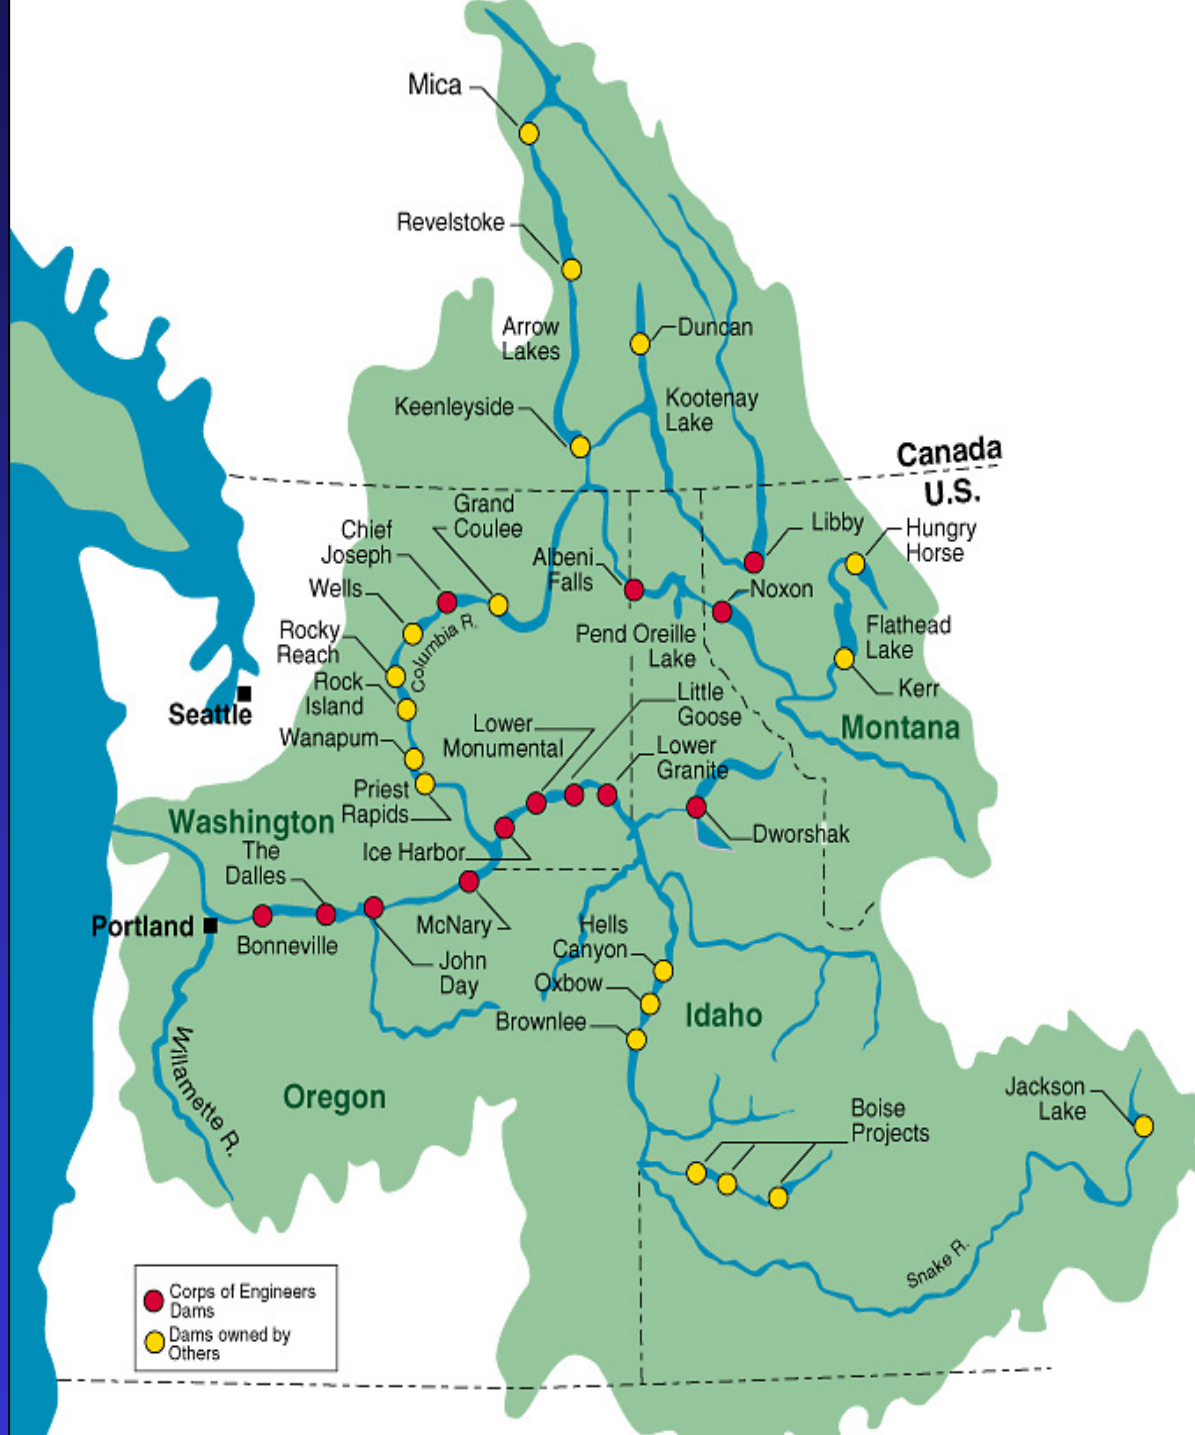 Mica
Revelstoke
Arrow
Lakes
Duncan
Keenleyside
Kootenay
Lake
Canada
U.S.
Grand
Coulee
Chief
Joseph
Libby
Hungry
Horse
Albeni
Falls
Wells
Noxon
Rocky
Reach
Columbia R.
Pend Oreille
Lake
Flathead
Lake
Rock
Island
Kerr
Seattle
Little
Goose
Wanapum
Lower
Monumental
Lower
Granite
Montana
Priest
Rapids
Washington
Dworshak
The
Dalles
Ice Harbor
Portland
Bonneville
McNary
Hells
Canyon
John
Day
Oxbow
Brownlee
Idaho
Willamette R.
Oregon
Jackson
Lake
Boise
Projects
Snake R.
Corps of Engineers
Dams
Dams owned by
Others